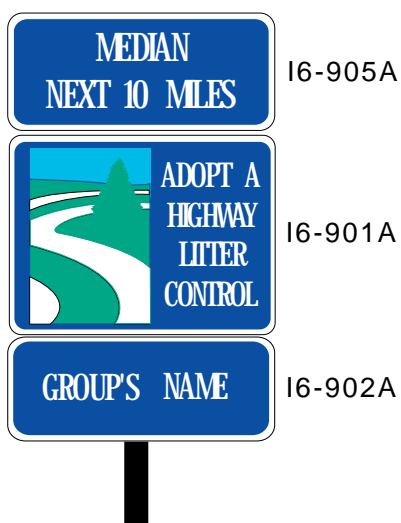 MEDIAN
NEXT 10 MILES
I6-905A
ADOPT A
HIGHWAY
LITTER
CONTROL
I6-901A
GROUP'S NAME
I6-902A